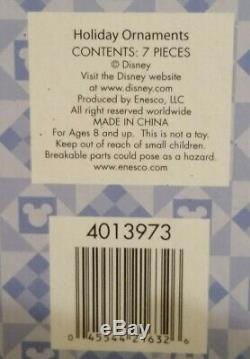 Holiday Ornaments
CONTENTS: 7 PIECES
© Disney
Visit the Disney website
at www.disney.com
Produced by Enesco, LLC
All right reserved worldwide
MADE IN CHINA
For Ages 8 and up. This is not a toy.
Keep out of reach of small children.
Breakable parts could pose as a hazard.
www.enesco.com
4013973
0 45544 29632 6